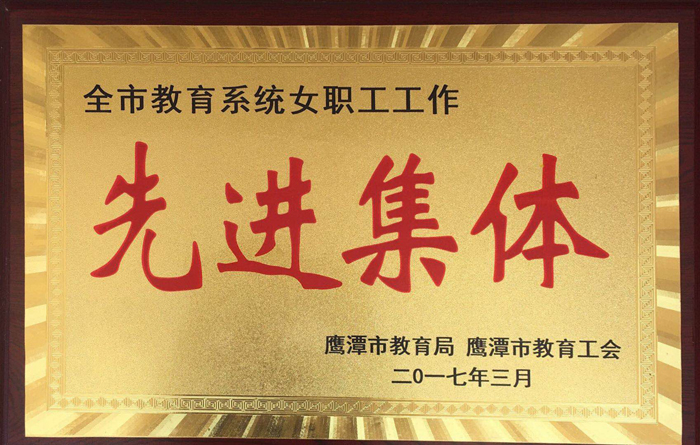 全市教育系统女职工工作
先进集体
鹰潭市教育局 鹰潭市教育工会
二0一七年三月